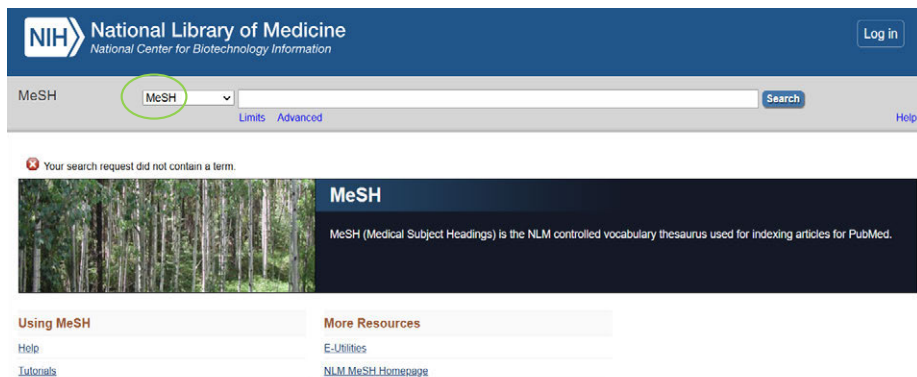 NIH
National Library of Medicine
National Center for Biotechnology Information
Log in
MeSH
MeSH
Search
Limits Advanced
Help
Your search request did not contain a term.
MeSH
MeSH (Medical Subject Headings) is the NLM controlled vocabulary thesaurus used for indexing articles for PubMed.
Using MeSH
More Resources
Help
E-Utilities
Tutorials
NLM MeSH Homepage